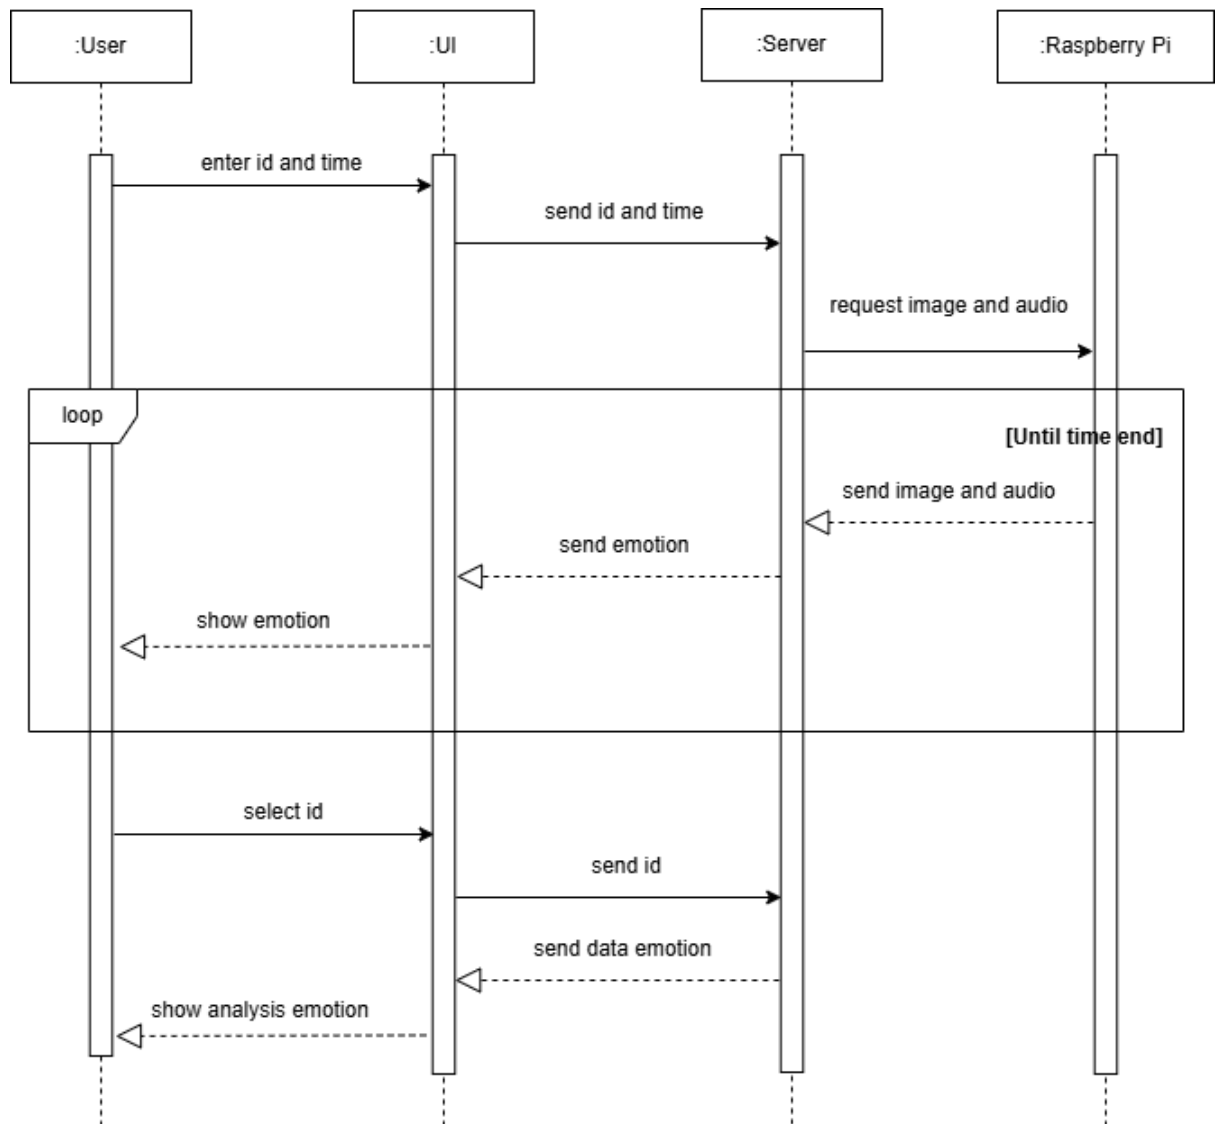 :User
:UI
:Server
:Raspberry Pi
enter id and time
send id and time
request image and audio
loop
[Until time end]
send image and audio
send emotion
show emotion
select id
send id
send data emotion
show analysis emotion